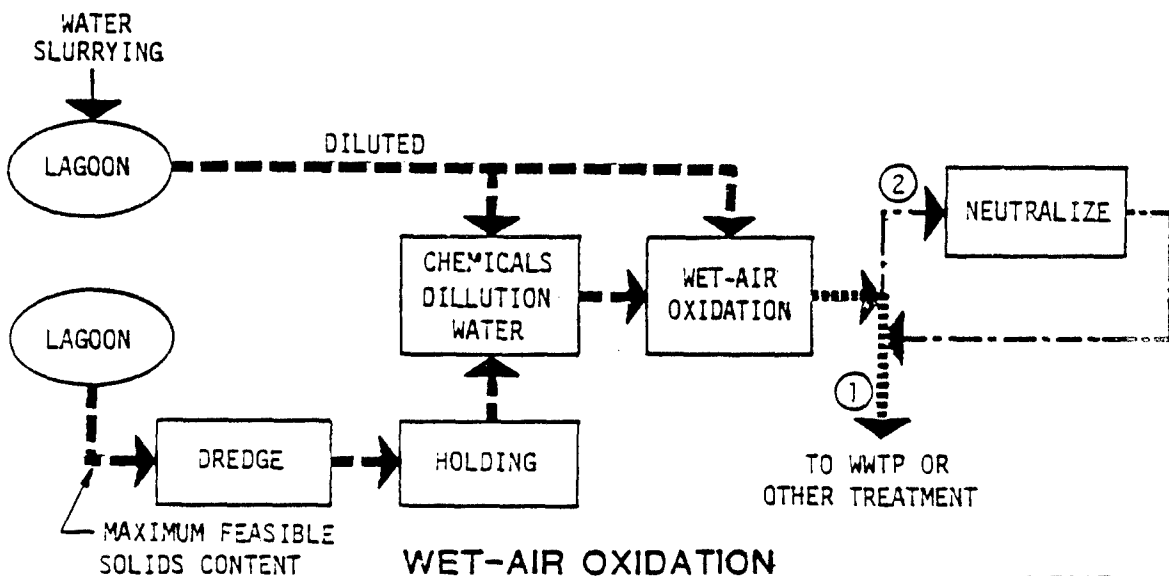 WATER
SLURRYING
LAGOON
DILUTED
CHEMICALS
DILLUTION
WATER
WET-AIR
OXIDATION
2
NEUTRALIZE
LAGOON
DREDGE
HOLDING
1
TO WWTP OR
OTHER TREATMENT
MAXIMUM FEASIBLE
SOLIDS CONTENT
WET-AIR OXIDATION